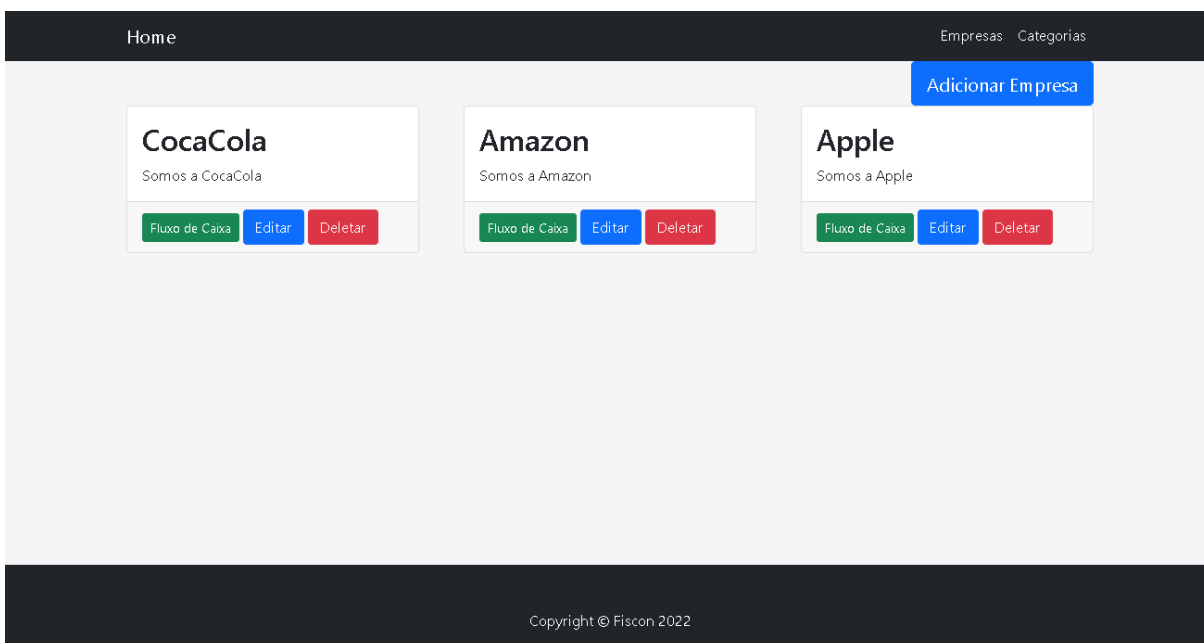 Home Empresas Categorias
Adicionar Empresa
CocaCola
Somos a CocaCola
Fluxo de Caixa Editar Deletar
Amazon
Somos a Amazon
Fluxo de Caixa Editar Deletar
Apple
Somos a Apple
Fluxo de Caixa Editar Deletar
Copyright © Fiscon 2022